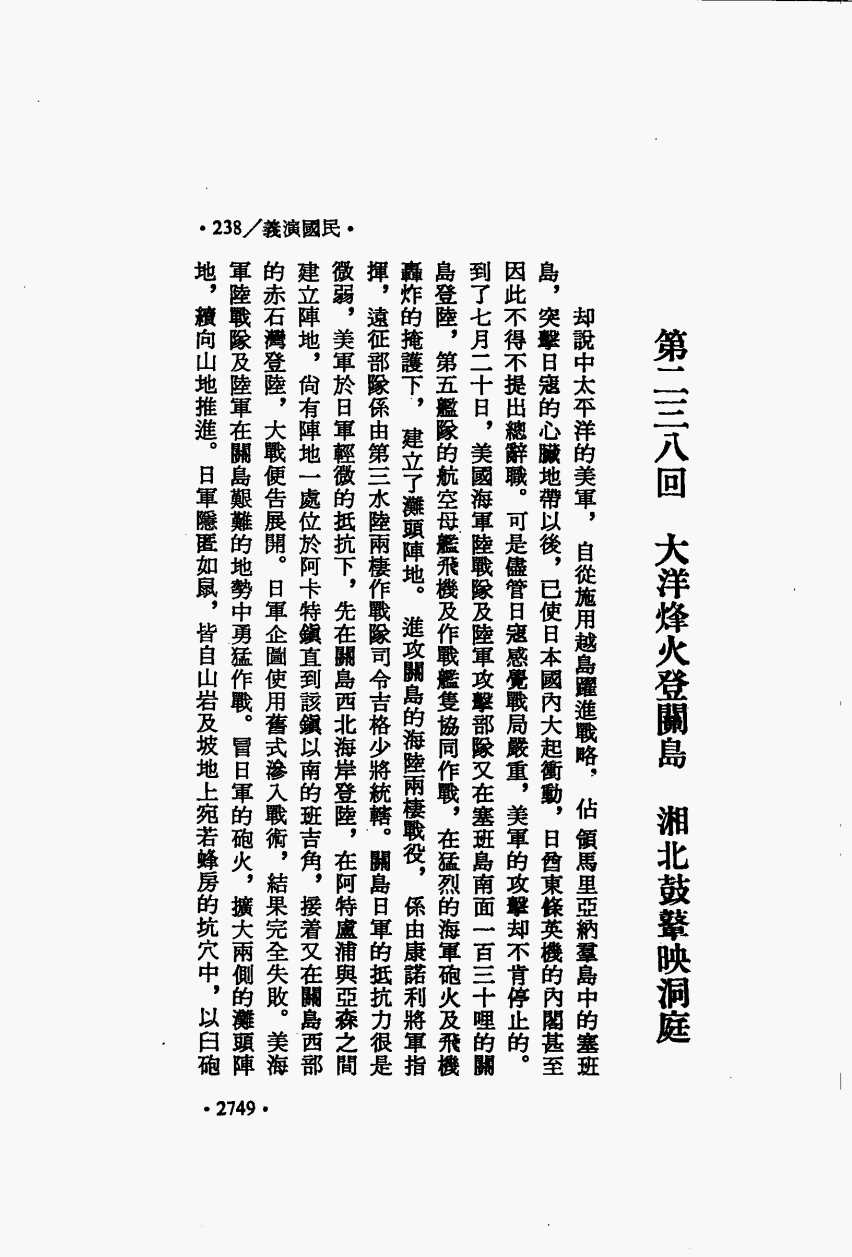 •238／義演國民•
第二三八回　大洋烽火登關島　湘北鼓鼙映洞庭
却說中太平洋的美軍，自從施用越島躍進戰略，佔領馬里亞納羣島中的塞班
島，突擊日寇的心臟地帶以後，已使日本國內大起衝動，日酋東條英機的內閣甚至
因此不得不提出總辭職。可是儘管日寇感覺戰局嚴重，美軍的攻擊却不肯停止的。
到了七月二十日，美國海軍陸戰隊及陸軍攻擊部隊又在塞班島南面一百三十哩的關
島登陸，第五艦隊的航空母艦飛機及作戰艦隻協同作戰，在猛烈的海軍砲火及飛機
轟炸的掩護下，建立了灘頭陣地。進攻關島的海陸兩棲戰役，係由康諾利將軍指
揮，遠征部隊係由第三水陸兩棲作戰隊司令吉格少將統轄。關島日軍的抵抗力很是
微弱，美軍於日軍輕微的抵抗下，先在關島西北海岸登陸，在阿特盧浦與亞森之間
建立陣地，尙有陣地一處位於阿卡特鎭直到該鎭以南的班吉角，接着又在關島西部
的赤石灣登陸，大戰便告展開。日軍企圖使用舊式滲入戰術，結果完全失敗。美海
軍陸戰隊及陸軍在關島艱難的地勢中勇猛作戰。冒日軍的砲火，擴大兩側的灘頭陣
地，續向山地推進。日軍隱匿如鼠，皆自山岩及坡地上宛若蜂房的坑穴中，以臼砲
•2749•